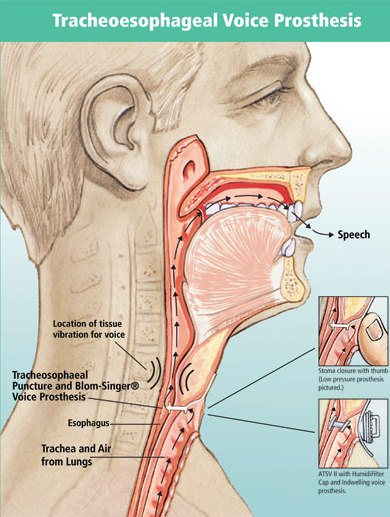 Tracheoesophageal Voice Prosthesis
Speech
Location of tissue
vibration for voice
Tracheosophaeal
Puncture and Blom-Singer®
Voice Prosthesis
Esophagus
Trachea and Air
from Lungs
Stoma closure with thumb
(Low pressure prosthesis
pictured.)
ATSV II with HumidiFilter
Cap and Indwelling voice
prosthesis.